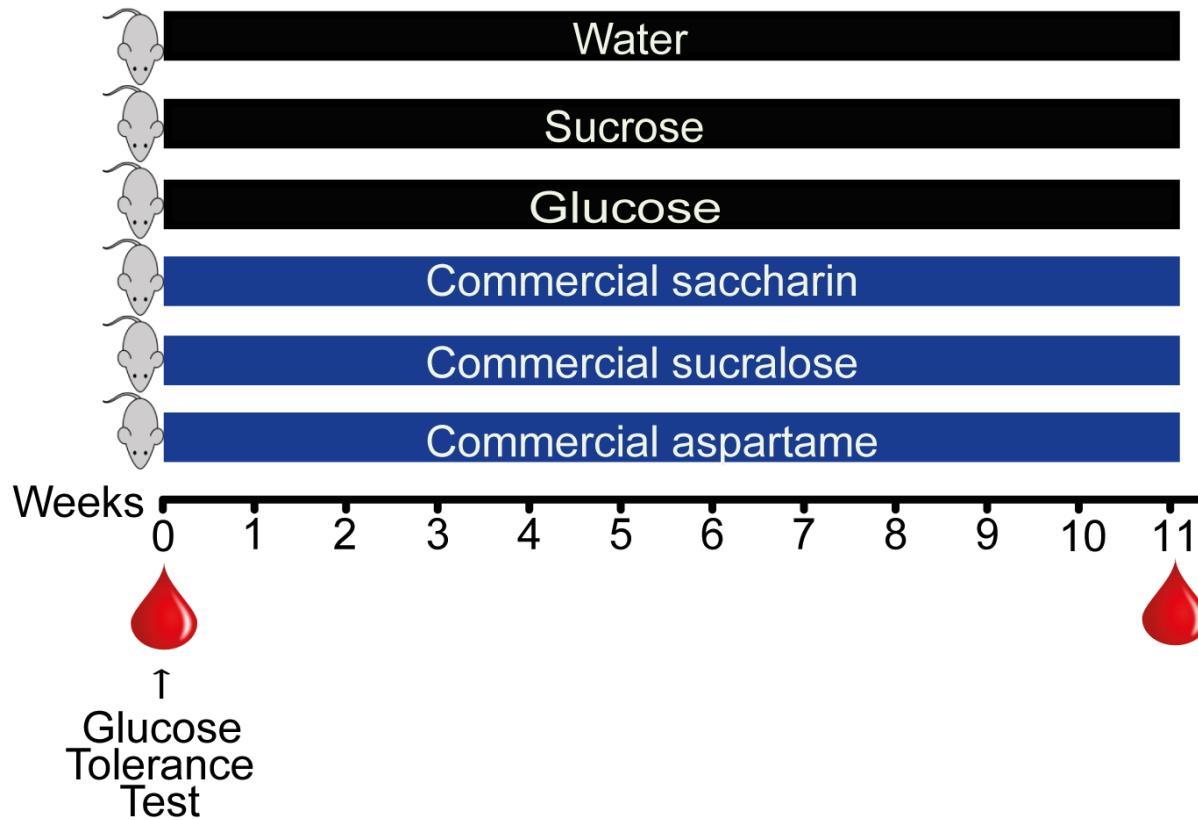 Water
Sucrose
Glucose
Commercial saccharin
Commercial sucralose
Commercial aspartame
Weeks
0 1 2 3 4 5 6 7 8 9 10 11
↑
Glucose
Tolerance
Test